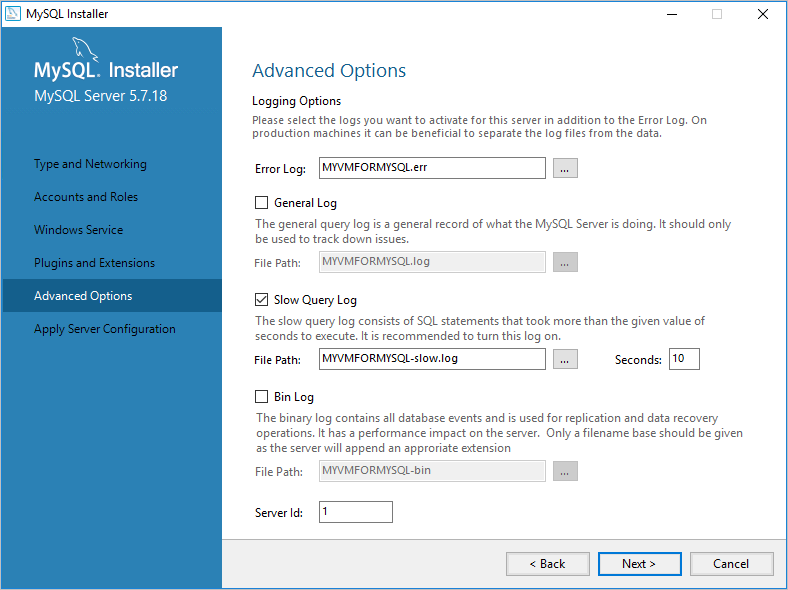 MySQL Installer
MySQL. Installer
MySQL Server 5.7.18
Type and Networking
Accounts and Roles
Windows Service
Plugins and Extensions
Advanced Options
Apply Server Configuration
Advanced Options
Logging Options
Please select the logs you want to activate for this server in addition to the Error Log. On
production machines it can be beneficial to separate the log files from the data.
Error Log: MYVMFORMYSQL.err ...
General Log
The general query log is a general record of what the MySQL Server is doing. It should only
be used to track down issues.
File Path: MYVMFORMYSQL.log ...
Slow Query Log
The slow query log consists of SQL statements that took more than the given value of
seconds to execute. It is recommended to turn this log on.
File Path: MYVMFORMYSQL-slow.log ... Seconds: 10
Bin Log
The binary log contains all database events and is used for replication and data recovery
operations. It has a performance impact on the server.  Only a filename base should be given
as the server will append an approriate extension
File Path: MYVMFORMYSQL-bin ...
Server Id: 1
< Back Next > Cancel